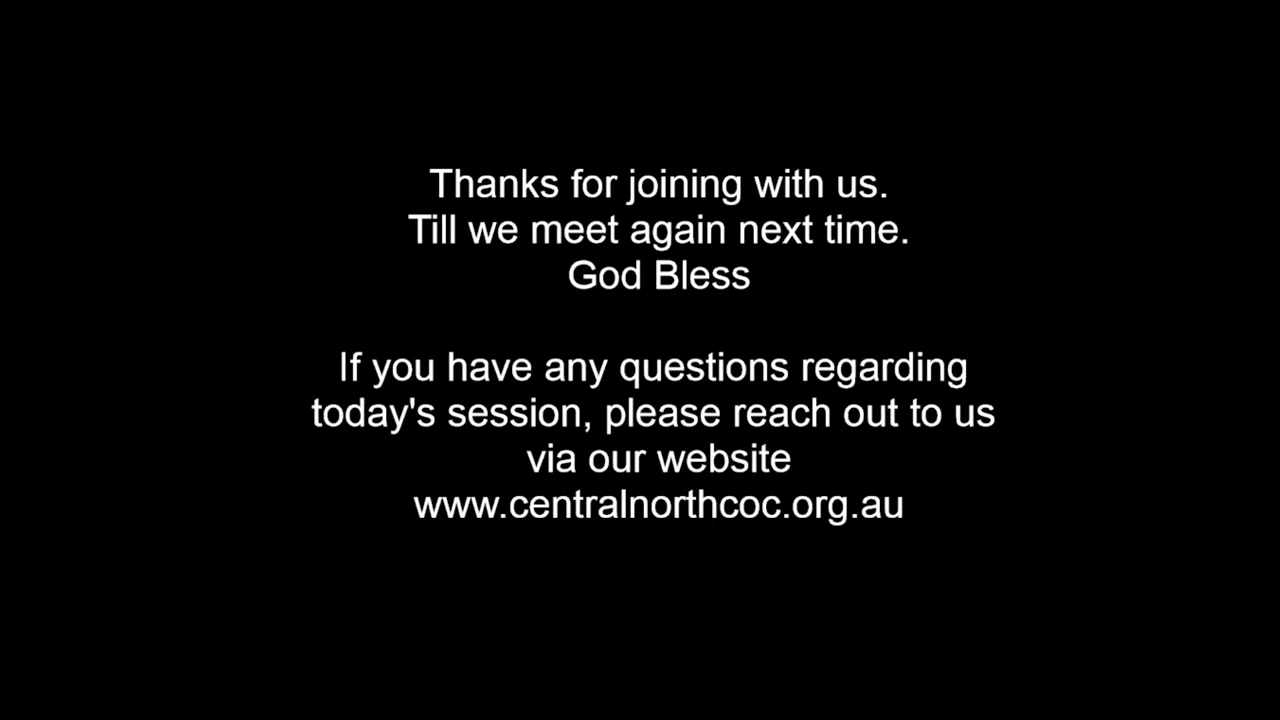 Thanks for joining with us.
Till we meet again next time.
God Bless
If you have any questions regarding
today's session, please reach out to us
via our website
www.centralnorthcoc.org.au